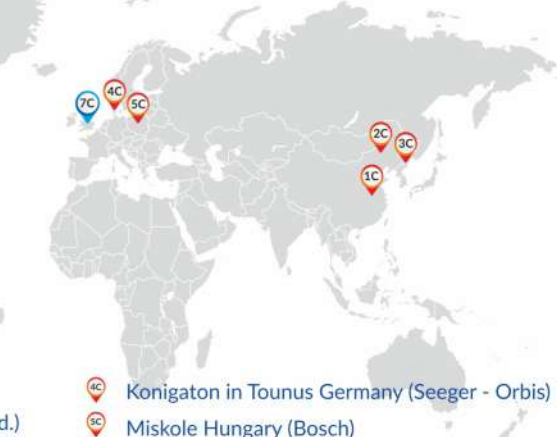 4C
7C
5C
2C
3C
1C
4C Konigaton in Tounus Germany (Seeger - Orbis)
d.)
5C Miskole Hungary (Bosch)